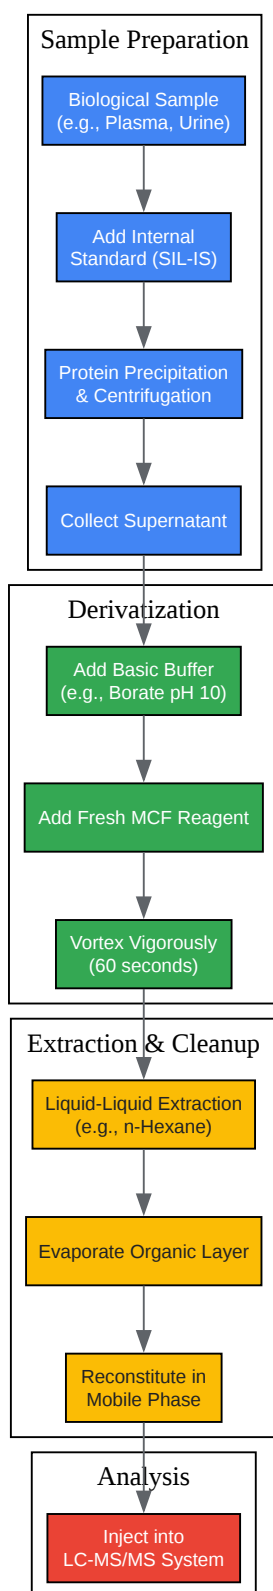 Sample Preparation
Biological Sample
(e.g., Plasma, Urine)
Add Internal
Standard (SIL-IS)
Protein Precipitation
& Centrifugation
Collect Supernatant
Derivatization
Add Basic Buffer
(e.g., Borate pH 10)
Add Fresh MCF Reagent
Vortex Vigorously
(60 seconds)
Extraction & Cleanup
Liquid-Liquid Extraction
(e.g., n-Hexane)
Evaporate Organic Layer
Reconstitute in
Mobile Phase
Analysis
Inject into
LC-MS/MS System